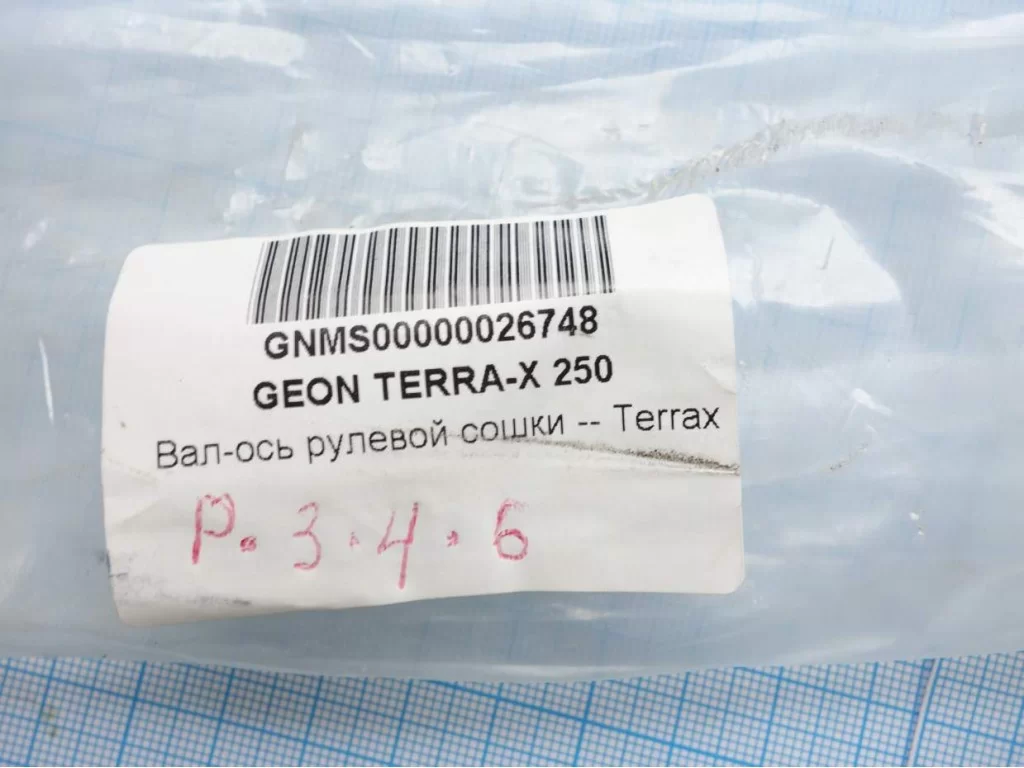 GNMS00000026748
GEON TERRA-X 250
Вал-ось рулевой сошки -- Terrax
P. 3.4.6